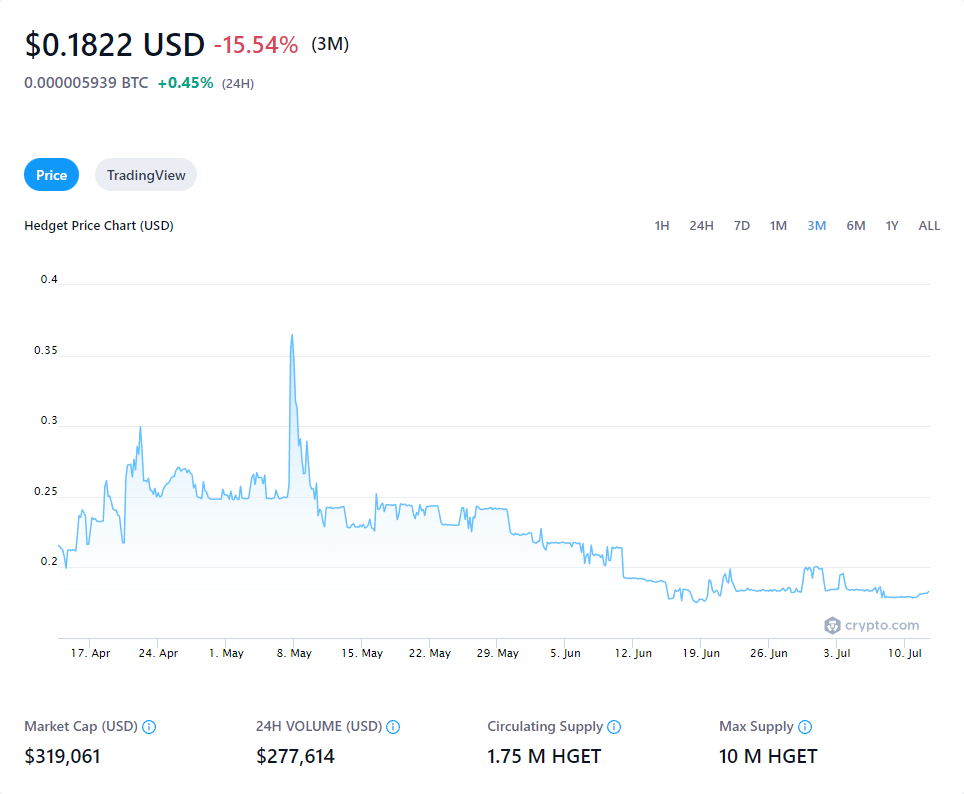 $0.1822 USD -15.54% (3M)
0.000005939 BTC +0.45% (24H)
Price TradingView
Hedget Price Chart (USD) 1H 24H 7D 1M 3M 6M 1Y ALL
0.4
0.35
0.3
0.25
0.2
crypto.com
17. Apr 24. Apr 1. May 8. May 15. May 22. May 29. May 5. Jun 12. Jun 19. Jun 26. Jun 3. Jul 10. Jul
Market Cap (USD) 24H VOLUME (USD) Circulating Supply Max Supply
$319,061 $277,614 1.75 M HGET 10 M HGET